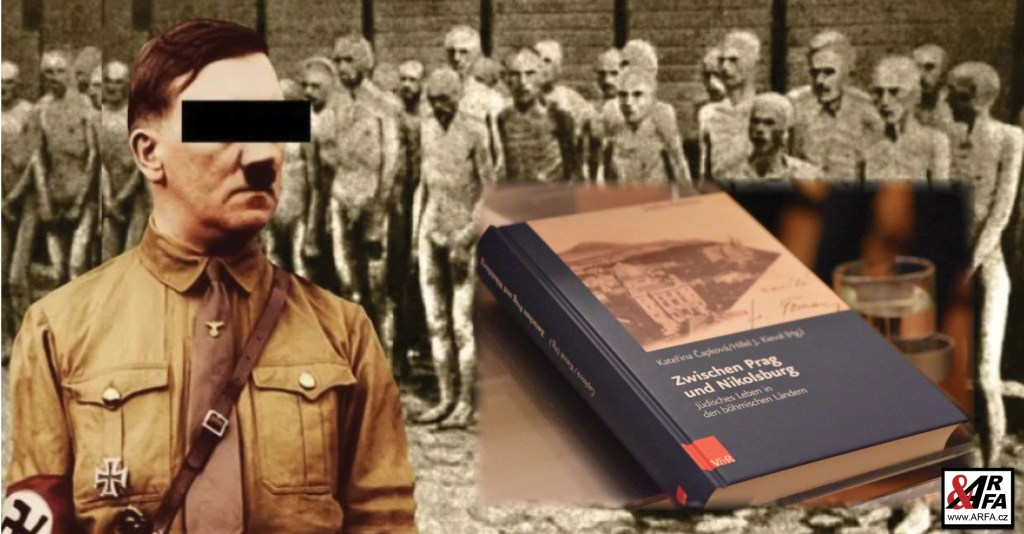 Kateřina Čapková/Hillel J. Kieval (Hg.)
Zwischen Prag
und Nikolsburg
Jüdisches Leben in
den böhmischen Ländern
V&R
&ARFA
www.ARFA.cz